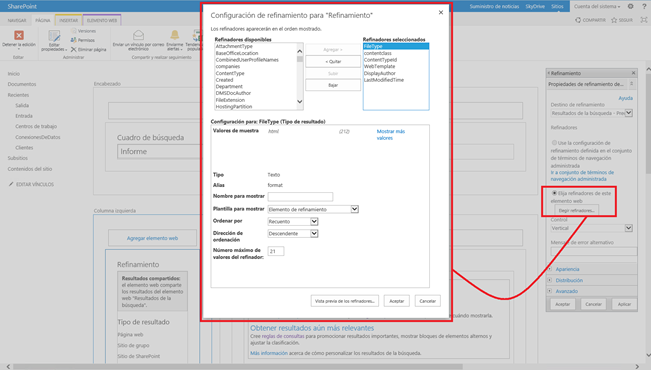 SharePoint
Suministro de noticias SkyDrive Sitios Cuenta del sistema
NAVEGAR PÁGINA INSERTAR ELEMENTO WEB
COMPARTIR SEGUIR
Detener la edición
Editar propiedades
Versiones
Permisos
Eliminar página
Enviar un vínculo por correo electrónico
Enviarme alertas
Tendenc popula
Editar
Administrar
Compartir y realizar seguimiento
Inicio
Documentos
Recientes
Salida
Entrada
Centros de trabajo
ConexionesDeDatos
Clientes
Subsitios
Contenidos del sitio
EDITAR VÍNCULOS
Encabezado
Cuadro de búsqueda
Informe
Columna izquierda
Agregar elemento web
Refinamiento
Resultados compartidos: el elemento web comparte los resultados del elemento web "Resultados de la búsqueda".
Tipo de resultado
Página web
Sitio de grupo
Sitio de SharePoint
Configuración de refinamiento para "Refinamiento"
Los refinadores aparecerán en el orden mostrado.
Refinadores disponibles
AttachmentType
BaseOfficeLocation
CombinedUserProfileNames
companies
ContentType
Created
Department
DMSDocAuthor
FileExtension
HostingPartition
Agregar >
< Quitar
Subir
Bajar
Refinadores seleccionados
FileType
contentclass
ContentTypeId
WebTemplate
DisplayAuthor
LastModifiedTime
Configuración para: FileType (Tipo de resultado)
Valores de muestra html (212) Mostrar más valores
Tipo Texto
Alias format
Nombre para mostrar
Plantilla para mostrar Elemento de refinamiento
Ordenar por Recuento
Dirección de ordenación Descendente
Número máximo de valores del refinador: 21
Vista previa de los refinadores... Aceptar Cancelar
guir mostrarla.
Obtener resultados aún más relevantes
Cree reglas de consultas para promocionar resultados importantes, mostrar bloques de elementos alternos y ajustar la clasificación.
Más información acerca de cómo personalizar los resultados de la búsqueda.
Refinamiento
Propiedades de refinamiento de...
Ayuda
Destino de refinamiento
Resultados de la búsqueda - Pre
Refinadores
Use la configuración de refinamiento definida en el conjunto de términos de navegación administrada
Ir a conjunto de términos de navegación administrada
Elija refinadores de este elemento web
Elegir refinadores...
Control
Vertical
Mensaje de error alternativo
Apariencia
Distribución
Avanzado
Aceptar Cancelar Aplicar